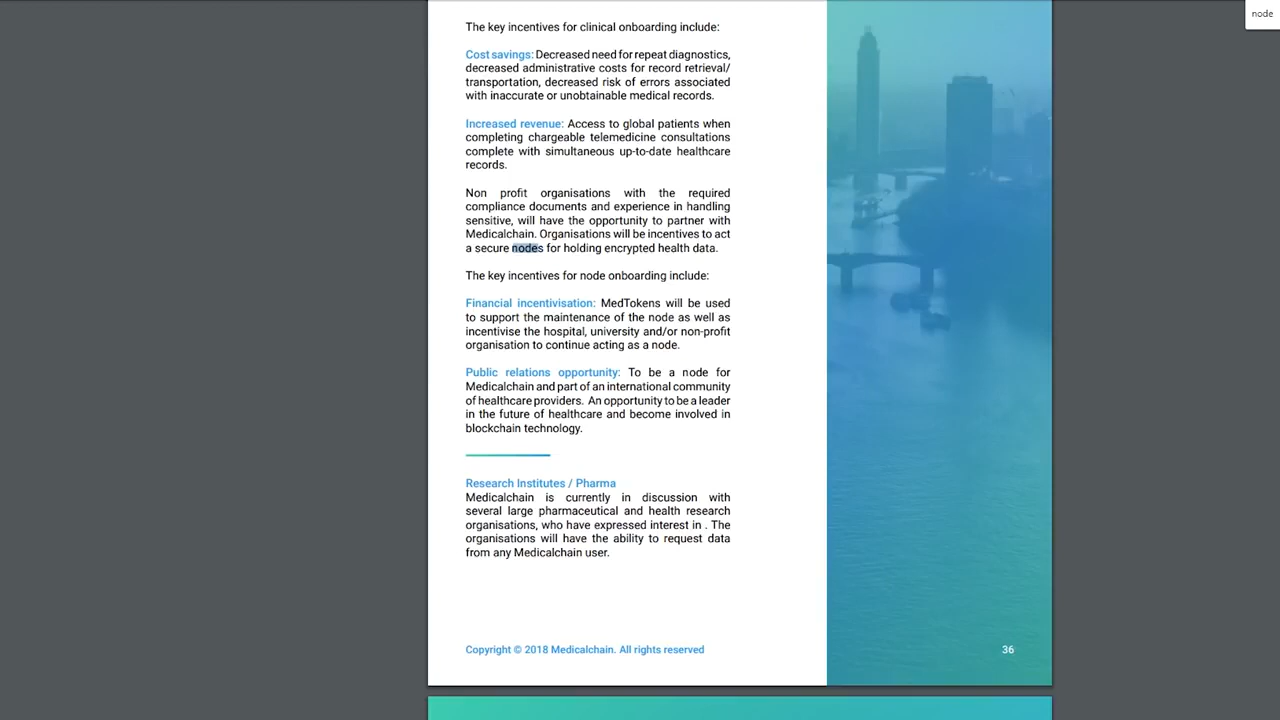 node
The key incentives for clinical onboarding include:
Cost savings: Decreased need for repeat diagnostics,
decreased administrative costs for record retrieval/
transportation, decreased risk of errors associated
with inaccurate or unobtainable medical records.
Increased revenue: Access to global patients when
completing chargeable telemedicine consultations
complete with simultaneous up-to-date healthcare
records.
Non profit organisations with the required
compliance documents and experience in handling
sensitive, will have the opportunity to partner with
Medicalchain. Organisations will be incentives to act
a secure nodes for holding encrypted health data.
The key incentives for node onboarding include:
Financial incentivisation: MedTokens will be used
to support the maintenance of the node as well as
incentivise the hospital, university and/or non-profit
organisation to continue acting as a node.
Public relations opportunity: To be a node for
Medicalchain and part of an international community
of healthcare providers. An opportunity to be a leader
in the future of healthcare and become involved in
blockchain technology.
Research Institutes / Pharma
Medicalchain is currently in discussion with
several large pharmaceutical and health research
organisations, who have expressed interest in . The
organisations will have the ability to request data
from any Medicalchain user.
Copyright © 2018 Medicalchain. All rights reserved
36